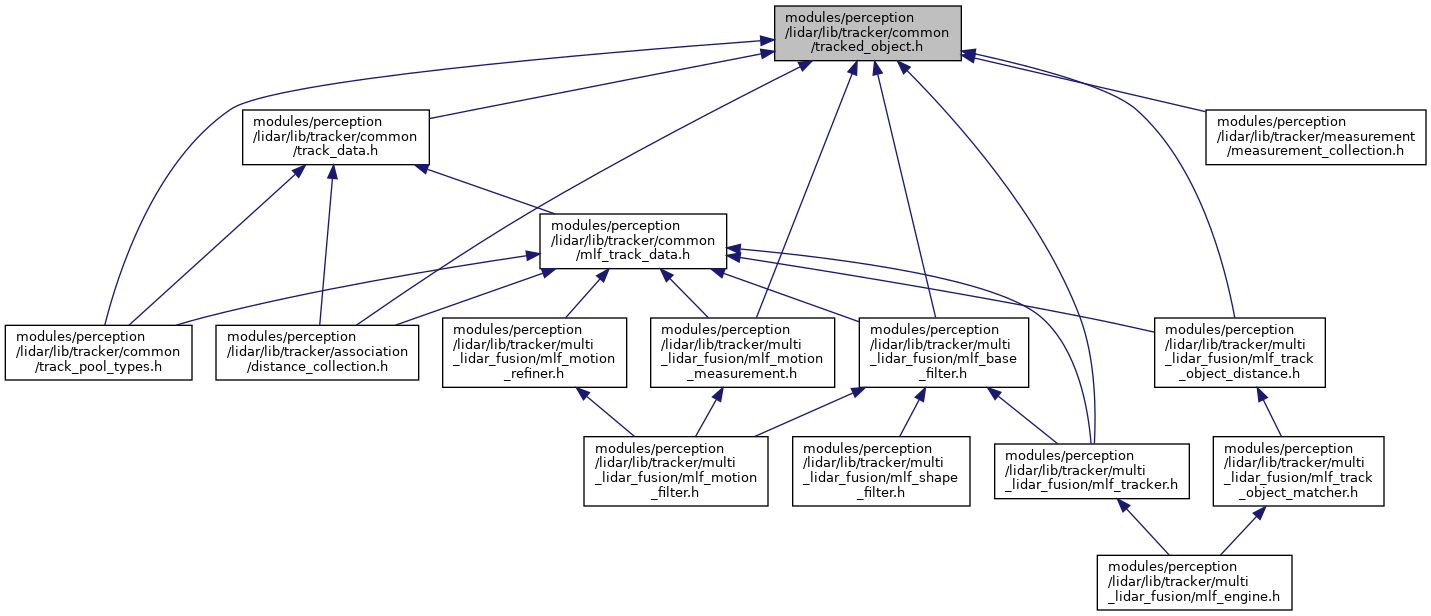 modules/perception
/lidar/lib/tracker/common
/tracked_object.h
modules/perception
/lidar/lib/tracker/common
/track_data.h
modules/perception
/lidar/lib/tracker/measurement
/measurement_collection.h
modules/perception
/lidar/lib/tracker/common
/mlf_track_data.h
modules/perception
/lidar/lib/tracker/common
/track_pool_types.h
modules/perception
/lidar/lib/tracker/association
/distance_collection.h
modules/perception
/lidar/lib/tracker/multi
_lidar_fusion/mlf_motion
_refiner.h
modules/perception
/lidar/lib/tracker/multi
_lidar_fusion/mlf_motion
_measurement.h
modules/perception
/lidar/lib/tracker/multi
_lidar_fusion/mlf_base
_filter.h
modules/perception
/lidar/lib/tracker/multi
_lidar_fusion/mlf_track
_object_distance.h
modules/perception
/lidar/lib/tracker/multi
_lidar_fusion/mlf_motion
_filter.h
modules/perception
/lidar/lib/tracker/multi
_lidar_fusion/mlf_shape
_filter.h
modules/perception
/lidar/lib/tracker/multi
_lidar_fusion/mlf_tracker.h
modules/perception
/lidar/lib/tracker/multi
_lidar_fusion/mlf_track
_object_matcher.h
modules/perception
/lidar/lib/tracker/multi
_lidar_fusion/mlf_engine.h